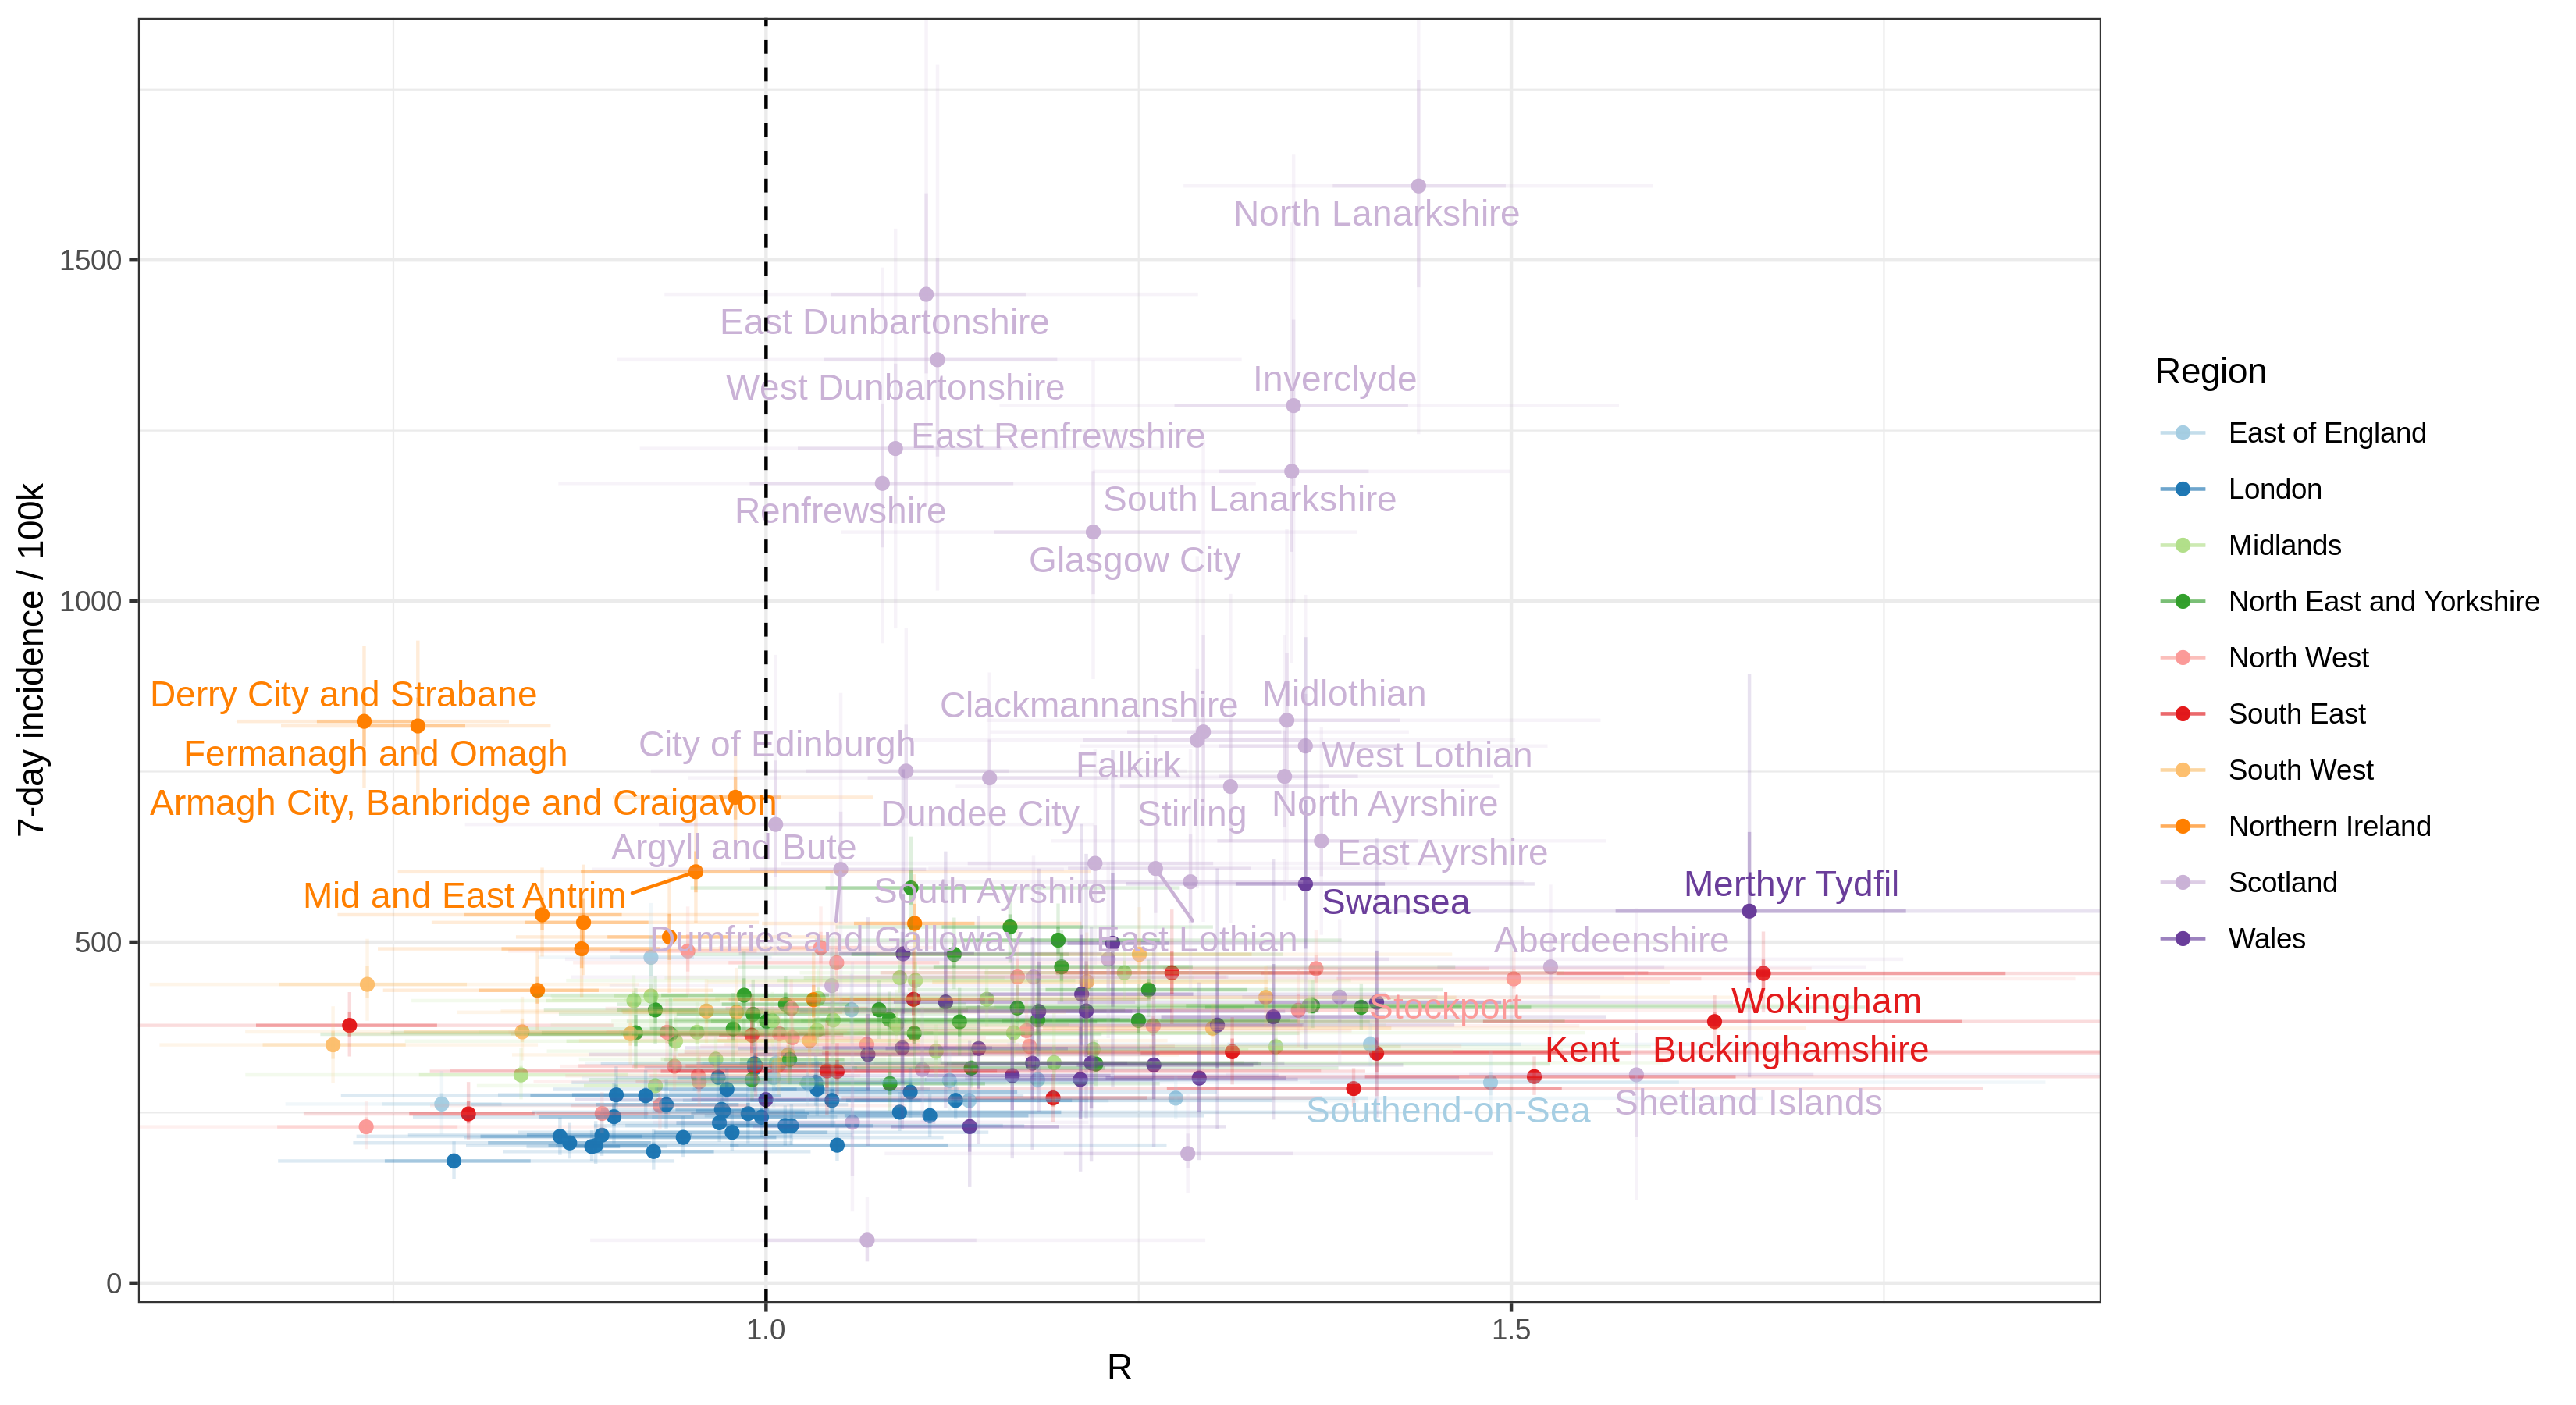 North Lanarkshire
1500
East Dunbartonshire
West Dunbartonshire
Inverclyde
East Renfrewshire
Renfrewshire
South Lanarkshire
Glasgow City
1000
Derry City and Strabane
Fermanagh and Omagh
Armagh City, Banbridge and Craigavon
Clackmannanshire
Midlothian
City of Edinburgh
Falkirk
West Lothian
Dundee City
Stirling
North Ayrshire
Argyll and Bute
East Ayrshire
Mid and East Antrim
South Ayrshire
Swansea
Merthyr Tydfil
500
Dumfries and Galloway
East Lothian
Aberdeenshire
Stockport
Wokingham
Kent
Buckinghamshire
Southend-on-Sea
Shetland Islands
0
1.0
1.5
R
7-day incidence / 100k
Region
East of England
London
Midlands
North East and Yorkshire
North West
South East
South West
Northern Ireland
Scotland
Wales